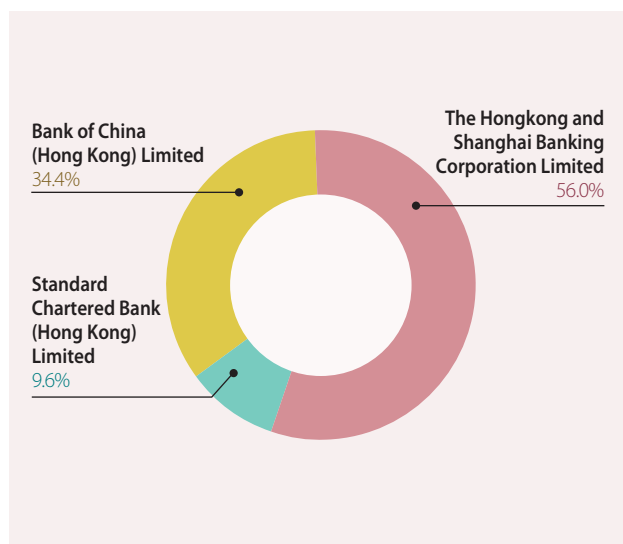 Bank of China
(Hong Kong) Limited
34.4%
The Hongkong and
Shanghai Banking
Corporation Limited
56.0%
Standard
Chartered Bank
(Hong Kong)
Limited
9.6%